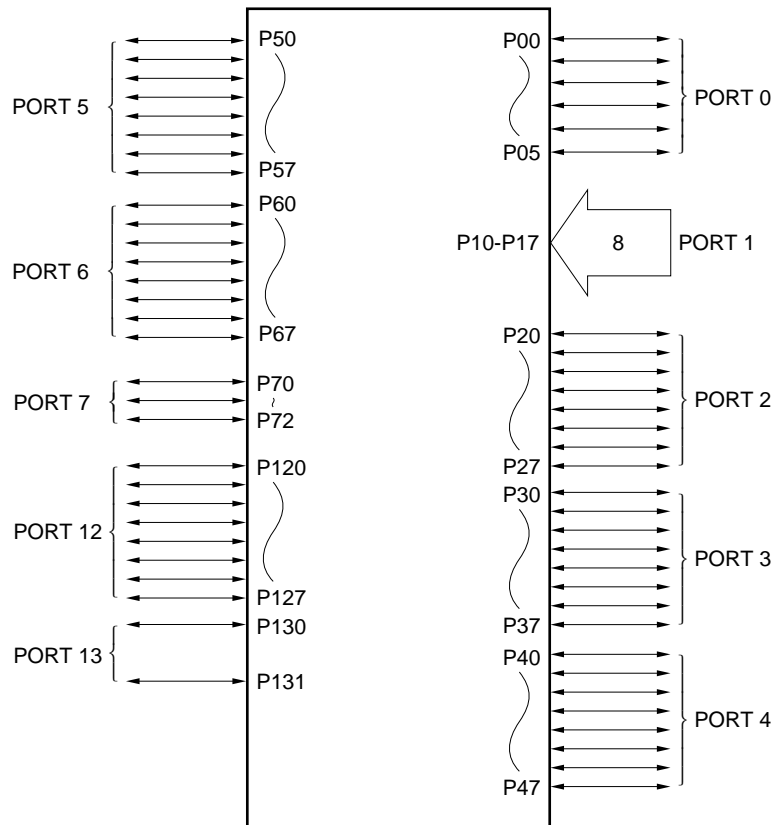 P50
PORT 5
P57
P60
PORT 6
P67
P70
PORT 7
P72
P120
PORT 12
P127
P130
PORT 13
P131
P00
PORT 0
P05
P10-P17 8 PORT 1
P20
PORT 2
P27
P30
PORT 3
P37
P40
PORT 4
P47